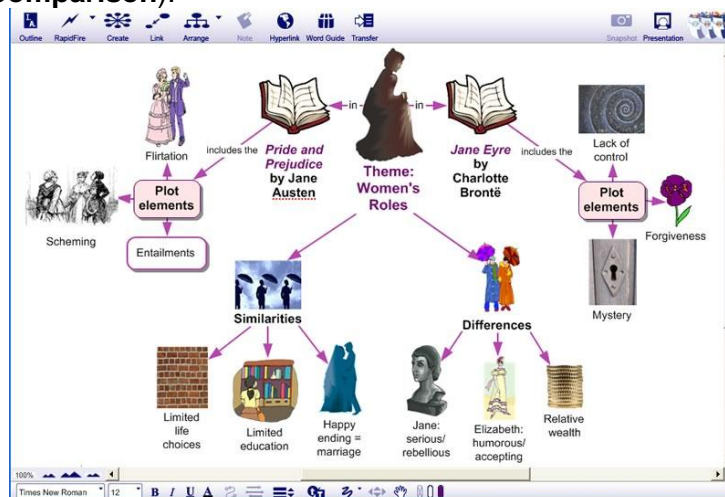 omparison).
Outline RapidFire Create Link Arrange Note Hyperlink Word Guide Transfer Snapshot Presentation
in in
Flirtation
includes the
Pride and
Prejudice
by Jane
Austen
Theme:
Women's
Roles
Jane Eyre
by
Charlotte
Brontë
includes the
Lack of
control
Plot
elements
Scheming
Entailments
Plot
elements
Forgiveness
Mystery
Similarities
Differences
Limited
life
choices
Limited
education
Happy
ending =
marriage
Jane:
serious/
rebellious
Elizabeth:
humorous/
accepting
Relative
wealth
100%
Times New Roman 12 B I U A